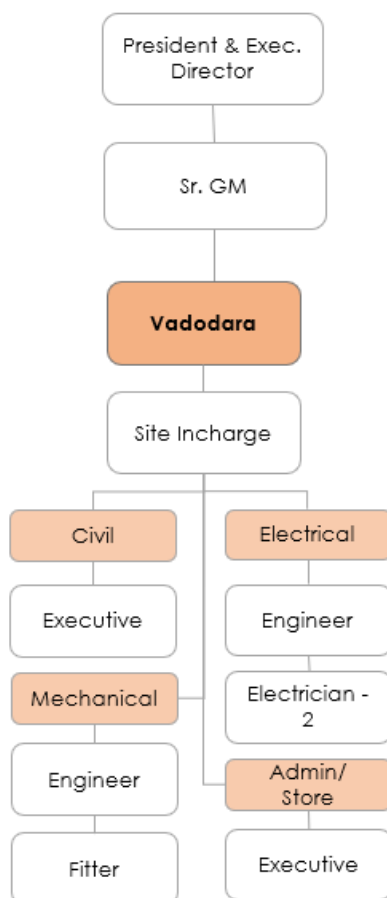 President & Exec.
Director
Sr. GM
Vadodara
Site Incharge
Civil
Electrical
Executive
Engineer
Mechanical
Electrician -
2
Engineer
Admin/
Store
Fitter
Executive